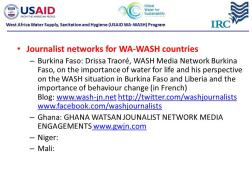 USAID
FROM THE AMERICAN PEOPLE
Global
Water for
Sustainability
West Africa Water Supply, Sanitation and Hygiene (USAID WA-WASH) Program
IRC
• Journalist networks for WA-WASH countries
– Burkina Faso: Drissa Traoré, WASH Media Network Burkina
Faso, on the importance of water for life and his perspective
on the WASH situation in Burkina Faso and Liberia and the
importance of behaviour change (in French)
Blog: www.wash-jn.net http://twitter.com/washjournalists
www.facebook.com/washjournalists
– Ghana: GHANA WATSAN JOUNALIST NETWORK MEDIA
ENGAGEMENTS www.gwjn.com
– Niger:
– Mali: